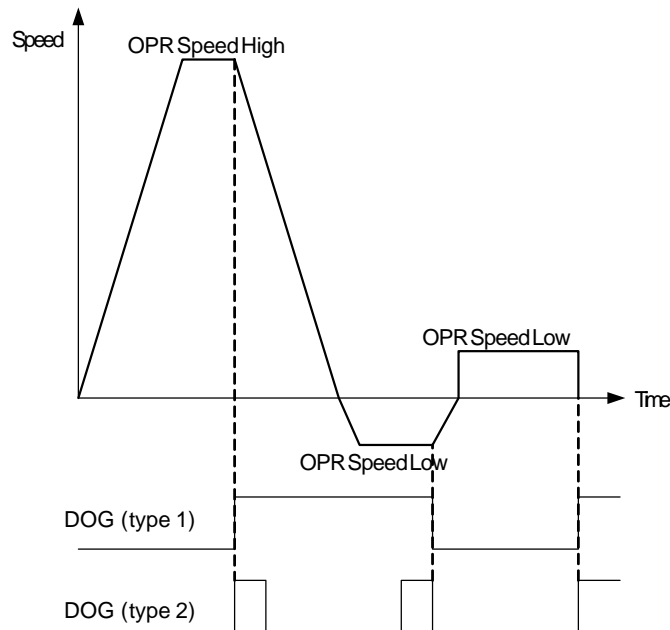 Speed
OPR Speed High
OPR Speed Low
Time
OPR Speed Low
DOG (type 1)
DOG (type 2)